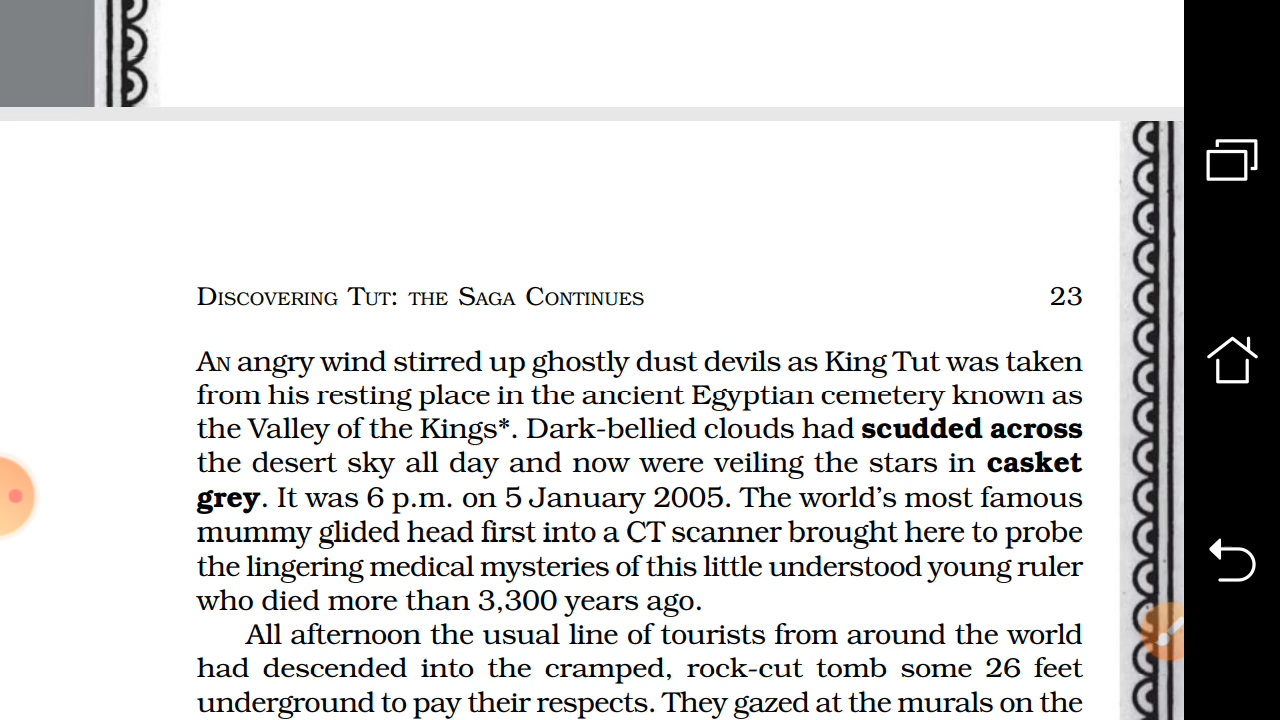 DISCOVERING TUT: THE SAGA CONTINUES 23
AN angry wind stirred up ghostly dust devils as King Tut was taken
from his resting place in the ancient Egyptian cemetery known as
the Valley of the Kings*. Dark-bellied clouds had scudded across
the desert sky all day and now were veiling the stars in casket
grey. It was 6 p.m. on 5 January 2005. The world's most famous
mummy glided head first into a CT scanner brought here to probe
the lingering medical mysteries of this little understood young ruler
who died more than 3,300 years ago.
All afternoon the usual line of tourists from around the world
had descended into the cramped, rock-cut tomb some 26 feet
underground to pay their respects. They gazed at the murals on the